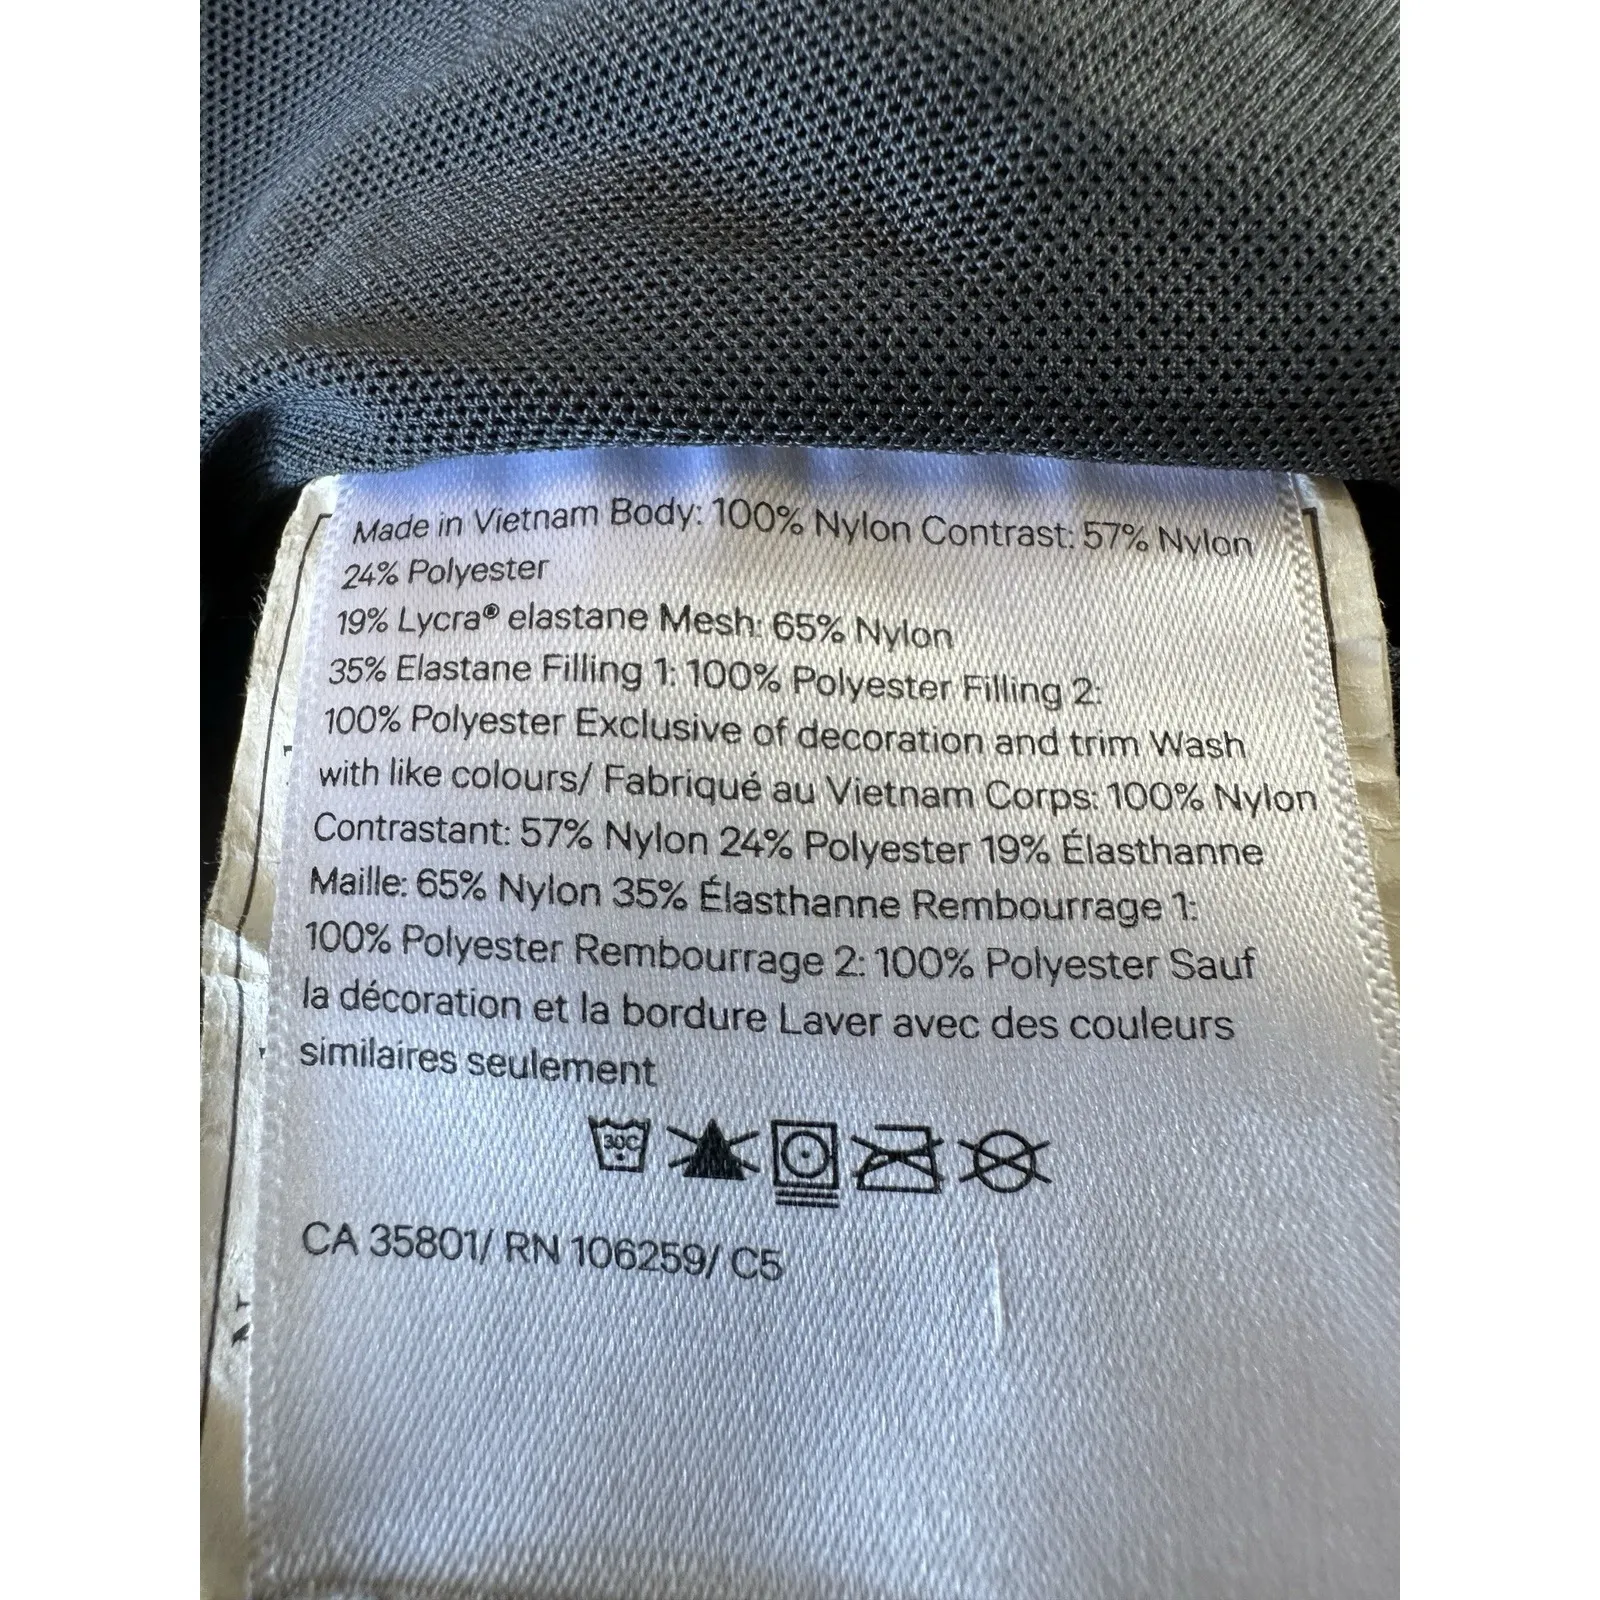 Made in Vietnam Body: 100% Nylon Contrast: 57% Nylon
24% Polyester
19% Lycra® elastane Mesh: 65% Nylon
35% Elastane Filling 1: 100% Polyester Filling 2:
100% Polyester Exclusive of decoration and trim Wash
with like colours/ Fabriqué au Vietnam Corps: 100% Nylon
Contrastant: 57% Nylon 24% Polyester 19% Élasthanne
Maille: 65% Nylon 35% Élasthanne Rembourrage 1:
100% Polyester Rembourrage 2: 100% Polyester Sauf
la décoration et la bordure Laver avec des couleurs
similaires seulement
30C
CA 35801/ RN 106259/ C5